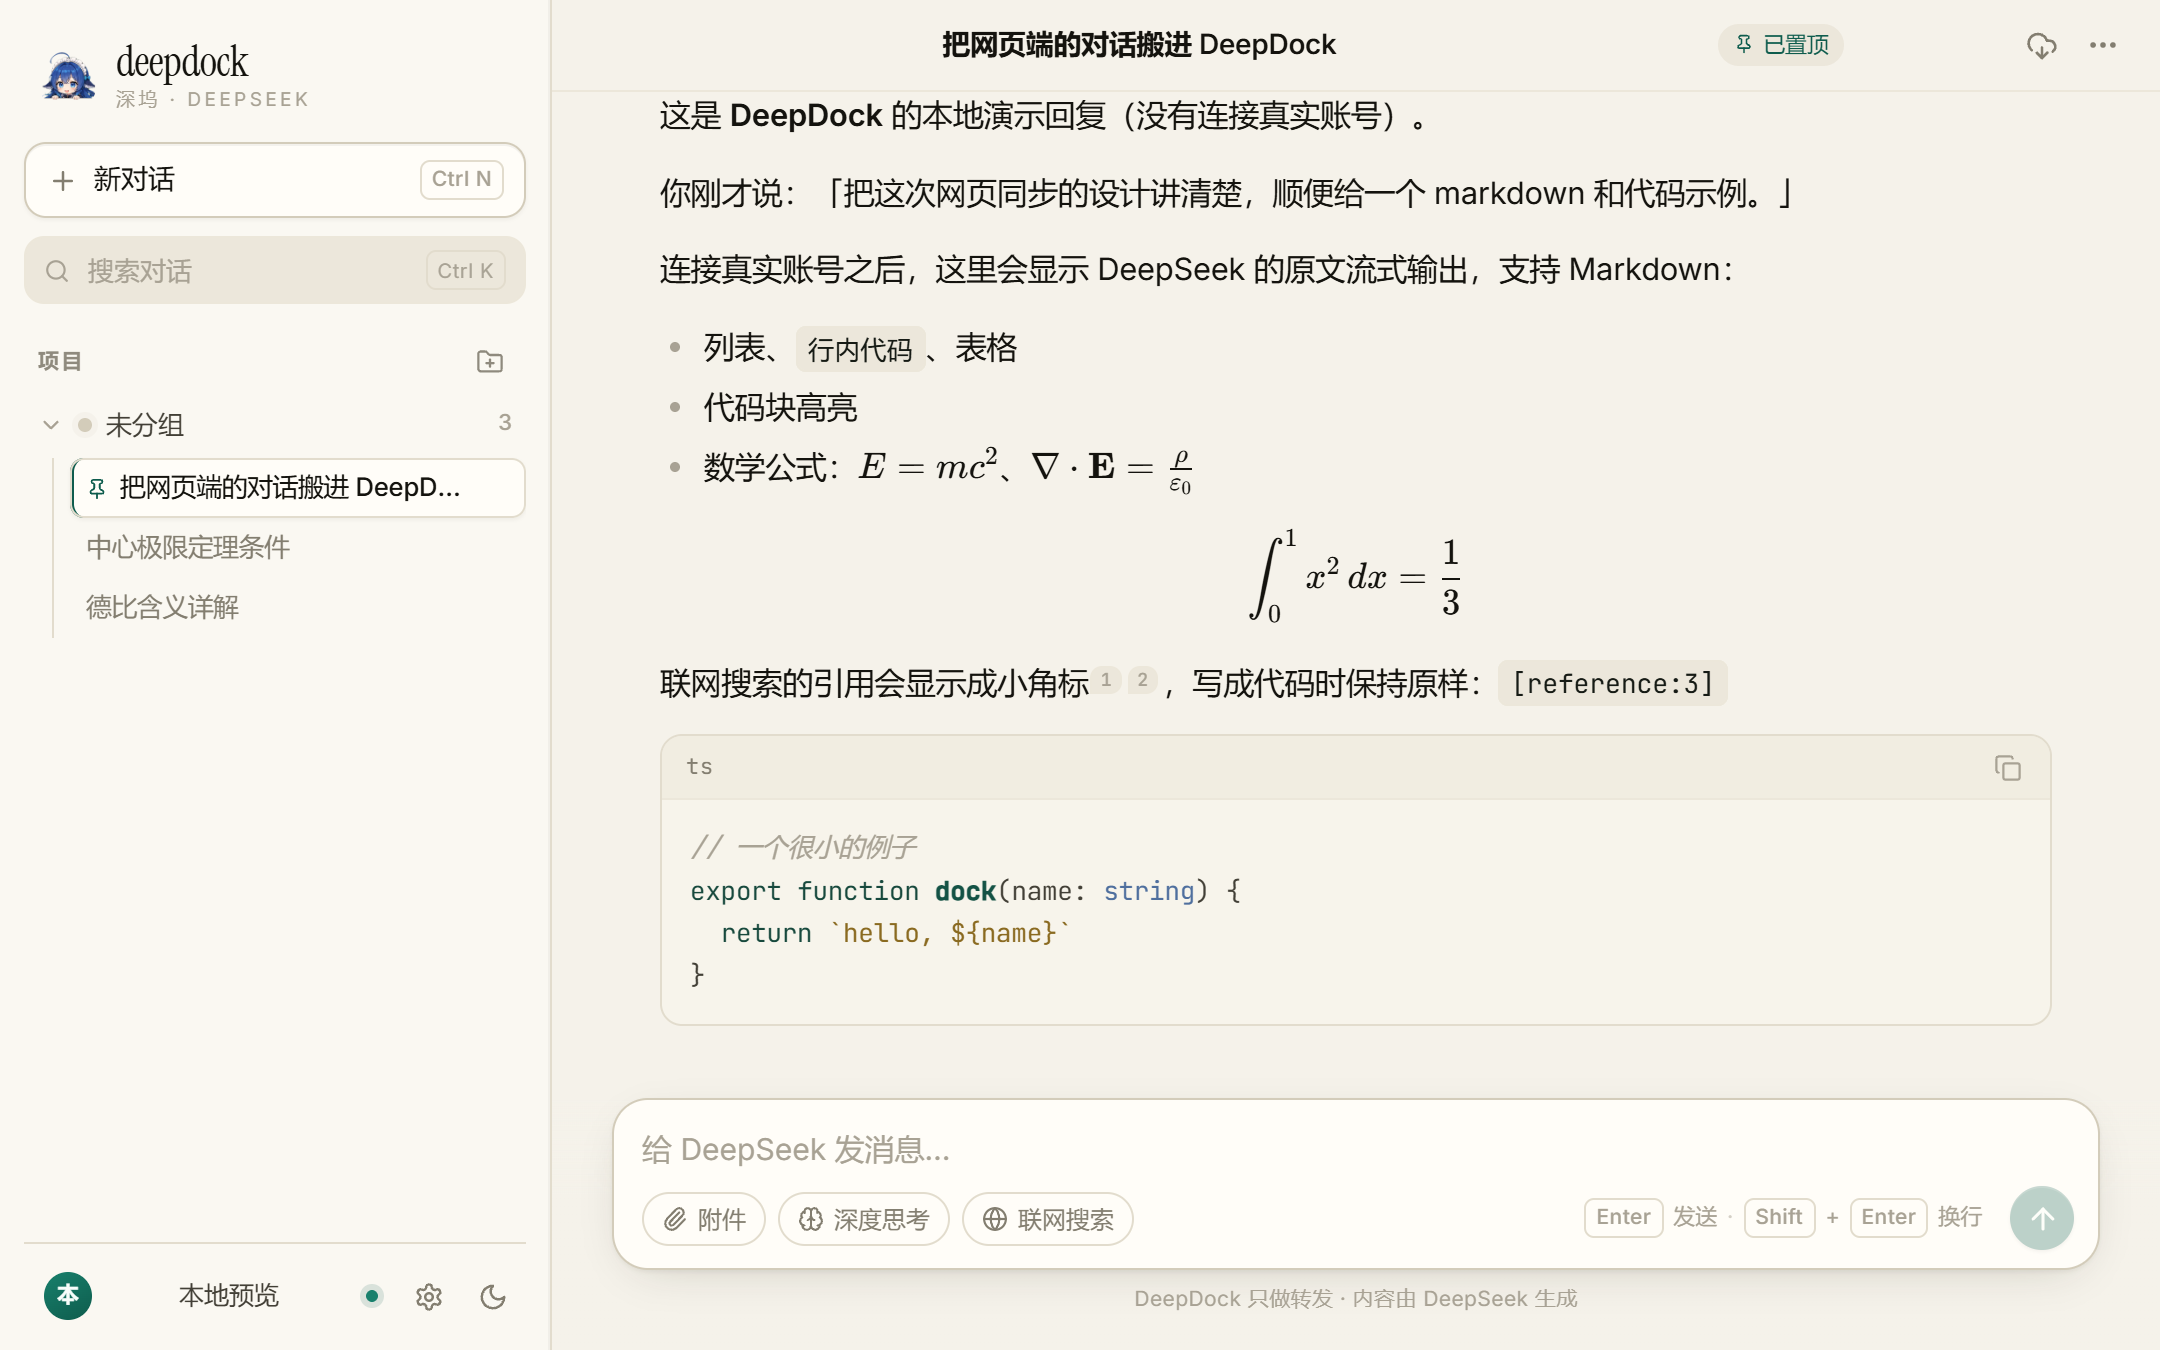 deepdock
深坞 · DEEPSEEK
新对话 Ctrl N
搜索对话 Ctrl K
项目
未分组 3
把网页端的对话搬进 DeepD...
中心极限定理条件
德比含义详解
本 本地预览
把网页端的对话搬进 DeepDock 已置顶
这是 DeepDock 的本地演示回复（没有连接真实账号）。
你刚才说：「把这次网页同步的设计讲清楚，顺便给一个 markdown 和代码示例。」
连接真实账号之后，这里会显示 DeepSeek 的原文流式输出，支持 Markdown：
列表、行内代码、表格
代码块高亮
数学公式：E = mc²、∇ · E = ρ/ε₀
∫₀¹ x² dx = 1/3
联网搜索的引用会显示成小角标 1 2，写成代码时保持原样：[reference:3]
ts
// 一个很小的例子
export function dock(name: string) {
  return `hello, ${name}`
}
给 DeepSeek 发消息...
附件 深度思考 联网搜索 Enter 发送 · Shift + Enter 换行
DeepDock 只做转发 · 内容由 DeepSeek 生成